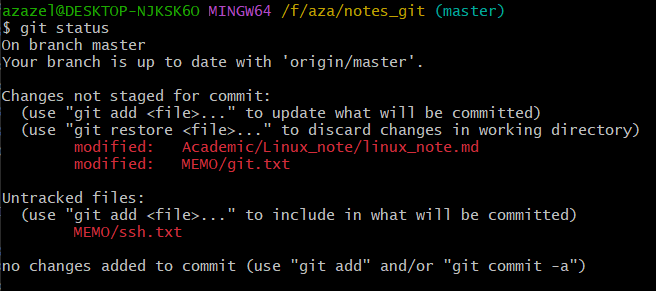 azazel@DESKTOP-NJKSK6O MINGW64 /f/aza/notes_git (master)
$ git status
On branch master
Your branch is up to date with 'origin/master'.

Changes not staged for commit:
  (use "git add <file>..." to update what will be committed)
  (use "git restore <file>..." to discard changes in working directory)
        modified:   Academic/Linux_note/linux_note.md
        modified:   MEMO/git.txt

Untracked files:
  (use "git add <file>..." to include in what will be committed)
        MEMO/ssh.txt

no changes added to commit (use "git add" and/or "git commit -a")